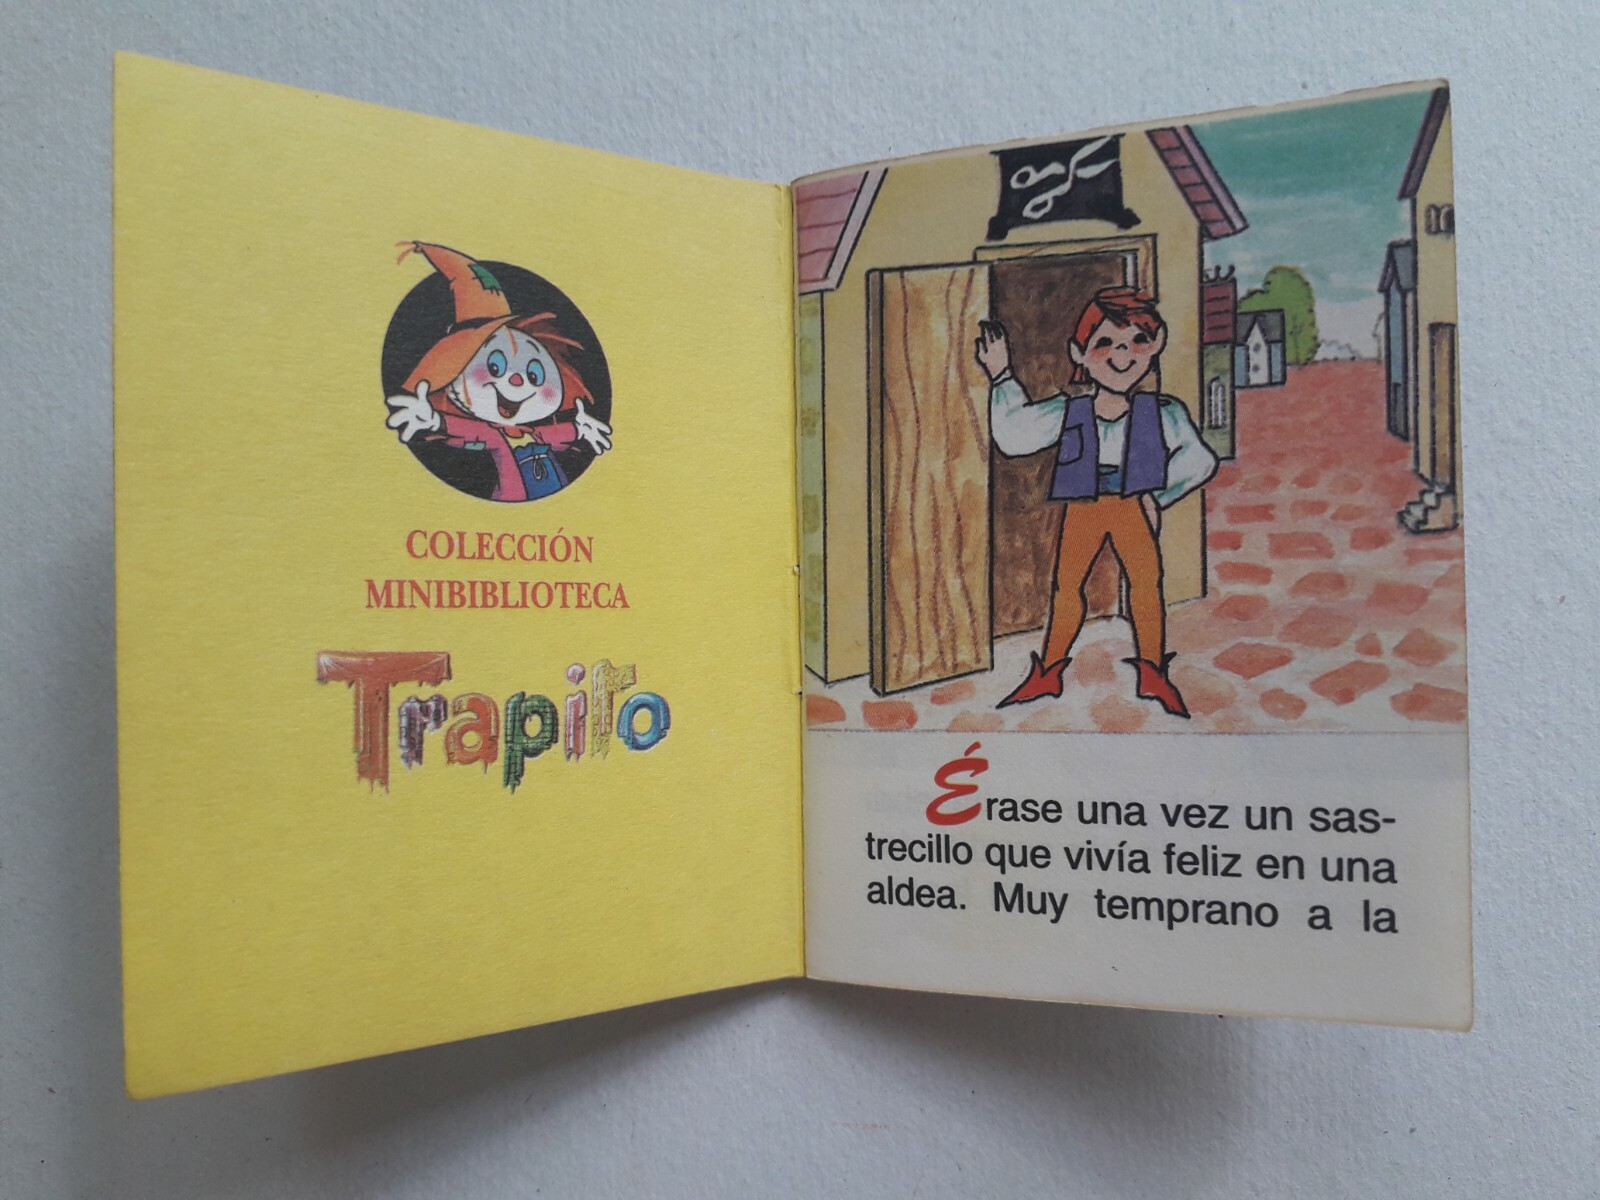 COLECCIÓN
MINIBIBLIOTECA
Trapito
Érase una vez un sas-
trecillo que vivía feliz en una
aldea. Muy temprano a la